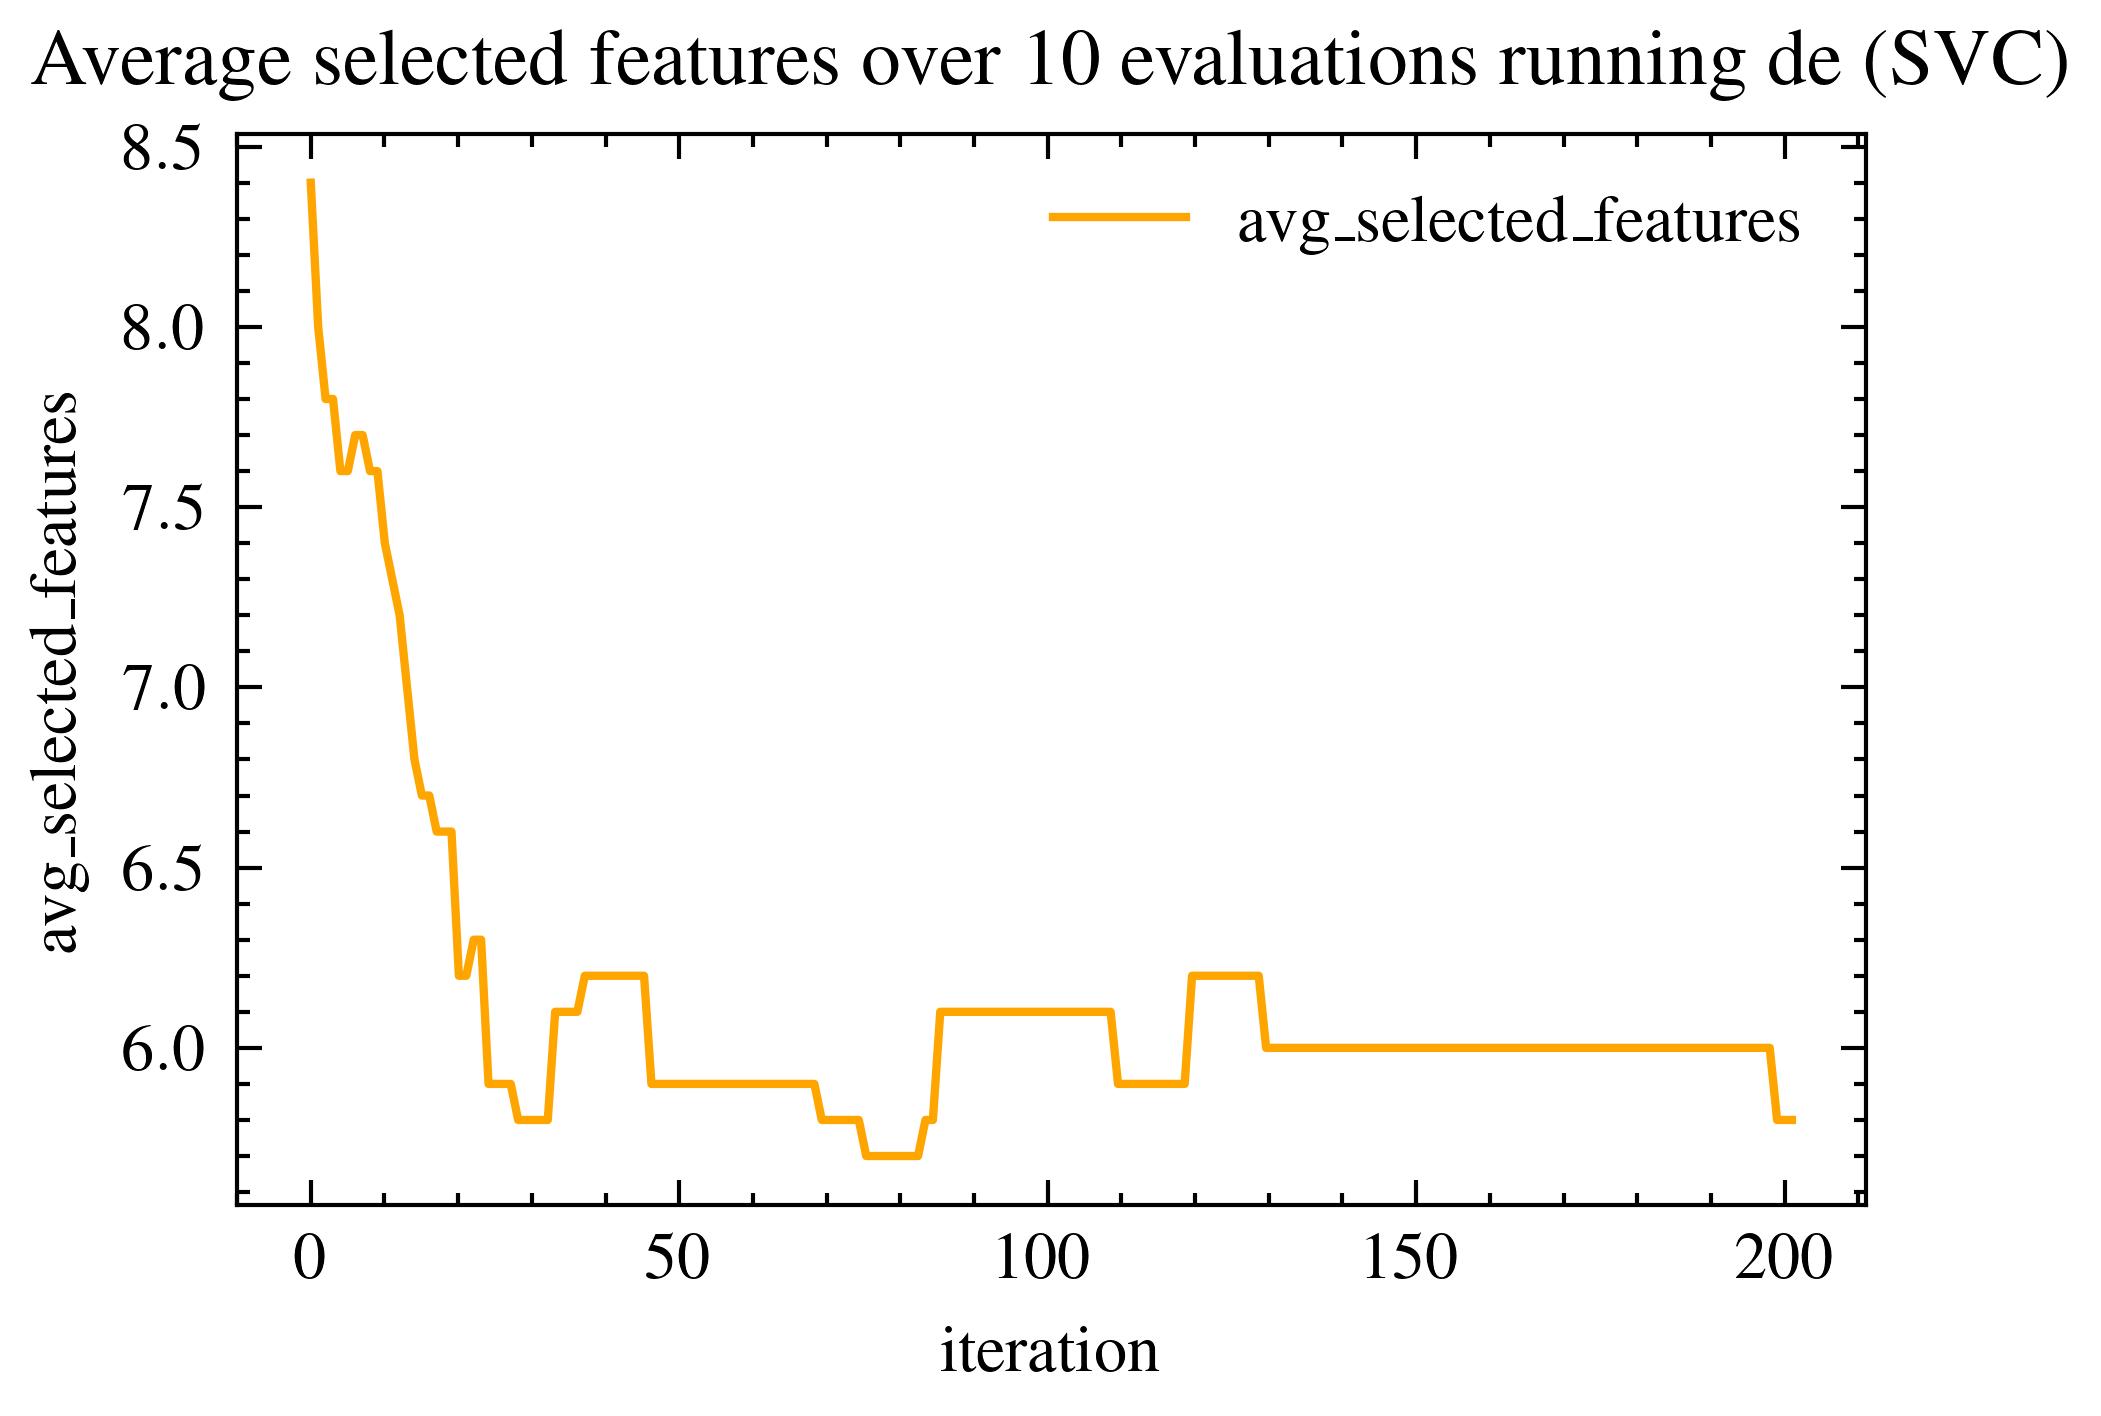 Average selected features over 10 evaluations running de (SVC)
avg_selected_features
8.5
8.0
7.5
7.0
6.5
6.0
avg_selected_features
0 50 100 150 200
iteration